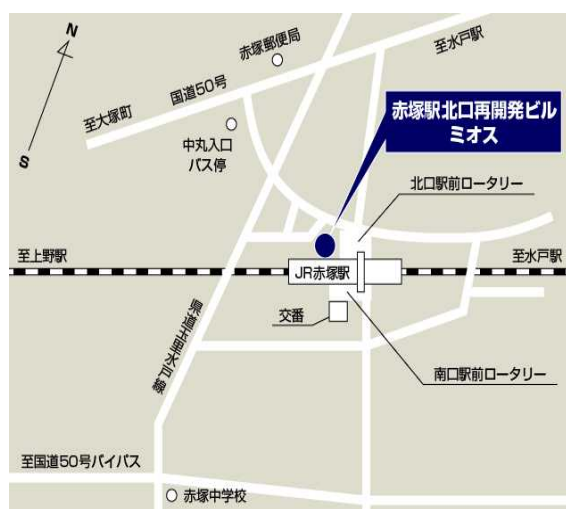 N
S
赤塚郵便局
至水戸駅
国道50号
至大塚町
中丸入口
バス停
赤塚駅北口再開発ビル
ミオス
北口駅前ロータリー
至上野駅
至水戸駅
JR赤塚駅
交番
県道玉里水戸線
南口駅前ロータリー
至国道50号バイパス
赤塚中学校